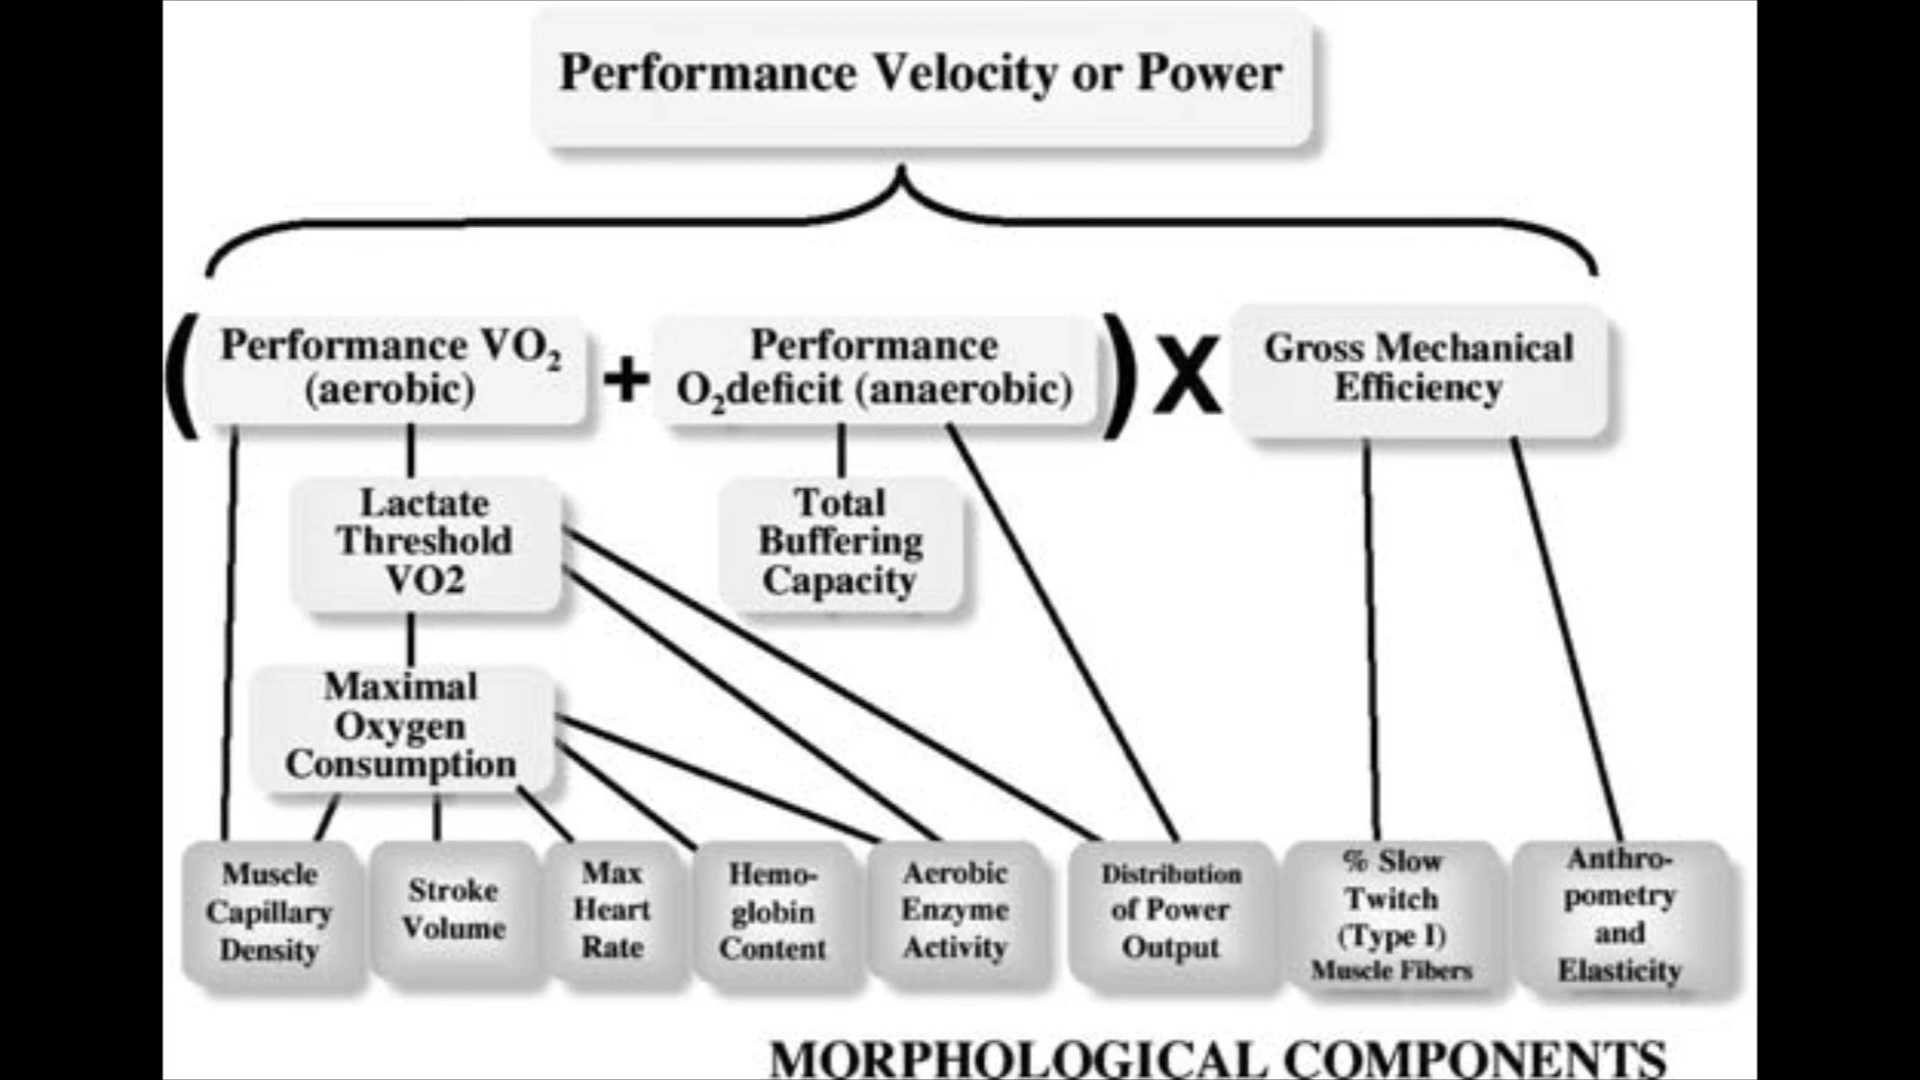 Performance Velocity or Power
(
Performance VO₂
(aerobic)
+
Performance
O₂deficit (anaerobic)
)
X
Gross Mechanical
Efficiency
Lactate
Threshold
VO2
Total
Buffering
Capacity
Maximal
Oxygen
Consumption
Muscle
Capillary
Density
Stroke
Volume
Max
Heart
Rate
Hemo-
globin
Content
Aerobic
Enzyme
Activity
Distribution
of Power
Output
% Slow
Twitch
(Type I)
Muscle Fibers
Anthro-
pometry
and
Elasticity
MORPHOLOGICAL COMPONENTS